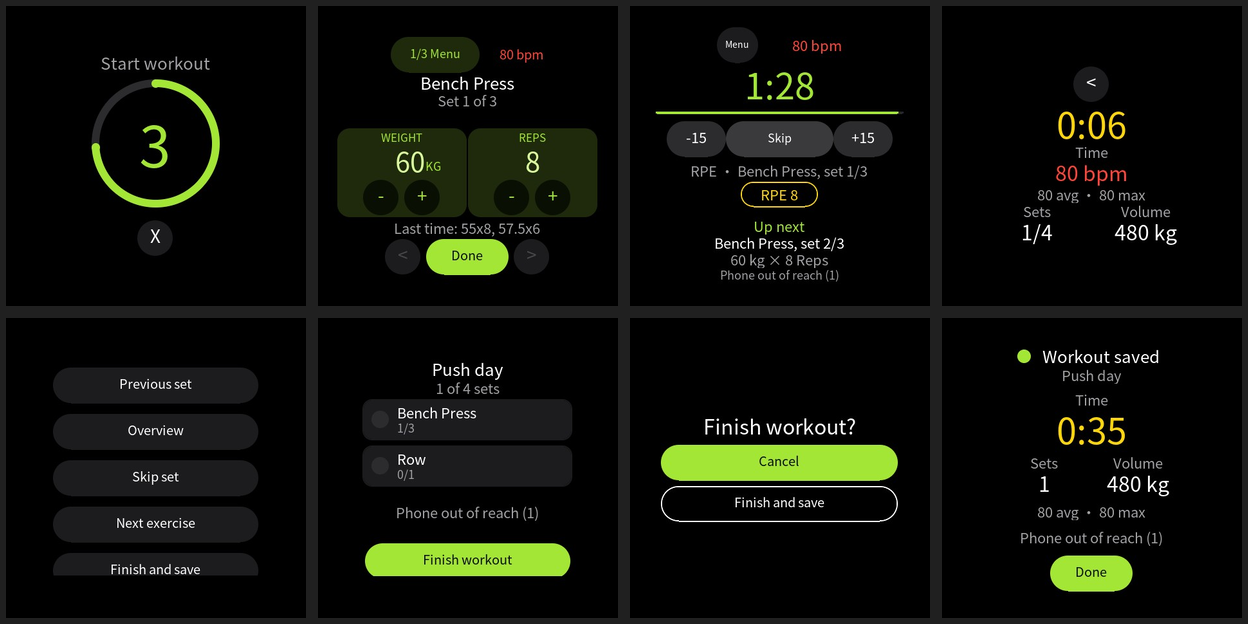 Start workout
3
X
1/3 Menu
80 bpm
Bench Press
Set 1 of 3
WEIGHT
REPS
60KG
8
- +
- +
Last time: 55x8, 57.5x6
< Done >
Menu
80 bpm
1:28
-15 Skip +15
RPE • Bench Press, set 1/3
RPE 8
Up next
Bench Press, set 2/3
60 kg × 8 Reps
Phone out of reach (1)
<
0:06
Time
80 bpm
80 avg • 80 max
Sets Volume
1/4 480 kg
Previous set
Overview
Skip set
Next exercise
Finish and save
Push day
1 of 4 sets
Bench Press
1/3
Row
0/1
Phone out of reach (1)
Finish workout
Finish workout?
Cancel
Finish and save
Workout saved
Push day
Time
0:35
Sets Volume
1 480 kg
80 avg • 80 max
Phone out of reach (1)
Done